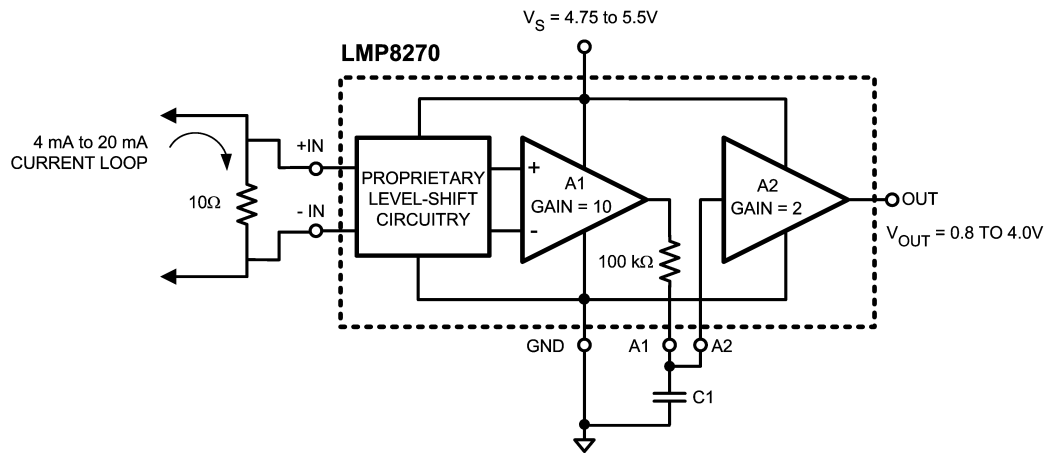 V_S = 4.75 to 5.5V
LMP8270
4 mA to 20 mA
CURRENT LOOP
+IN
10Ω
- IN
PROPRIETARY
LEVEL-SHIFT
CIRCUITRY
+
-
A1
GAIN = 10
100 kΩ
A2
GAIN = 2
OUT
V_OUT = 0.8 TO 4.0V
GND
A1
A2
C1